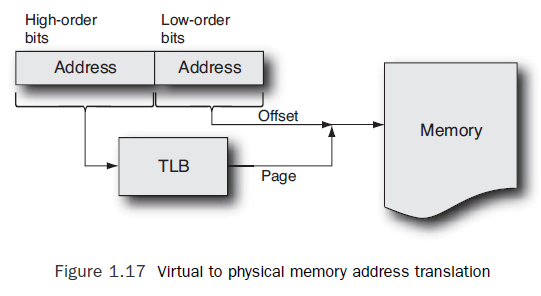 High-order
bits
Low-order
bits
Address
Address
Offset
TLB
Page
Memory
Figure 1.17 Virtual to physical memory address translation